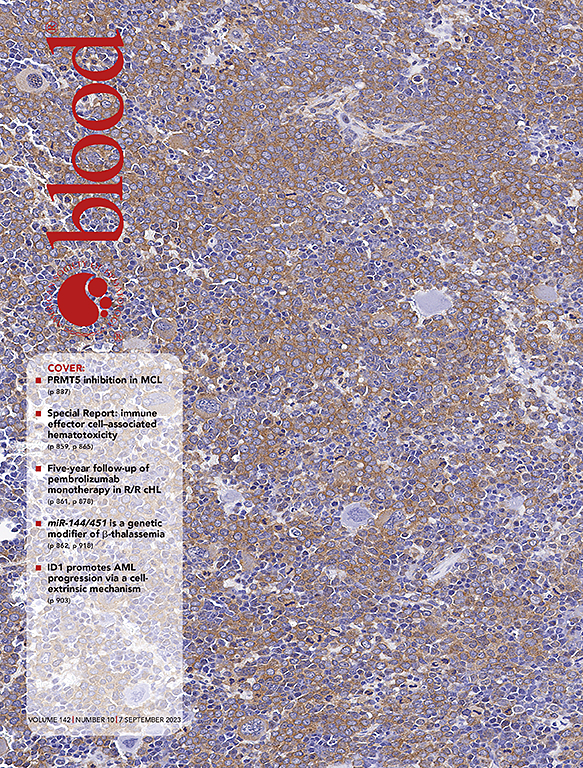 blood
COVER:
PRMT5 inhibition in MCL
(p 887)
Special Report: immune
effector cell–associated
hematotoxicity
(p 859, p 865)
Five-year follow-up of
pembrolizumab
monotherapy in R/R cHL
(p 861, p 878)
miR-144/451 is a genetic
modifier of β-thalassemia
(p 862, p 918)
ID1 promotes AML
progression via a cell-
extrinsic mechanism
(p 903)
VOLUME 142 | NUMBER 10 | 7 SEPTEMBER 2023